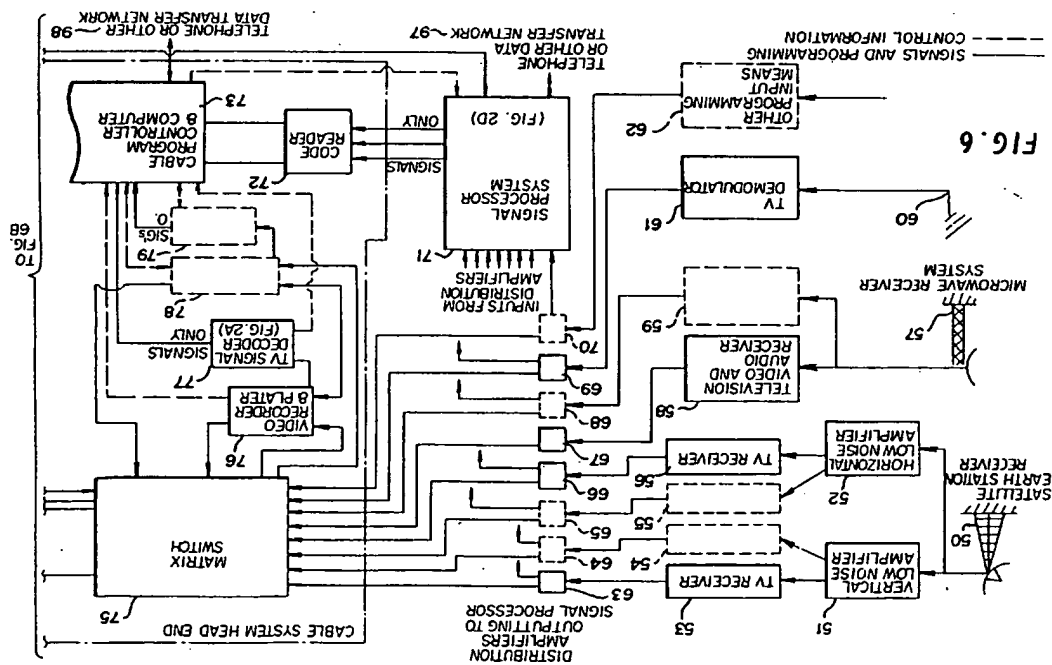 DISTRIBUTION
AMPLIFIERS
OUTPUTTING TO
SIGNAL PROCESSOR
CABLE SYSTEM HEAD END
SATELLITE
EARTH STATION
RECEIVER
50
51
VERTICAL
LOW NOISE
AMPLIFIER
53
TV RECEIVER
54
55
52
HORIZONTAL
LOW NOISE
AMPLIFIER
56
TV RECEIVER
63
64
65
66
67
68
69
70
75
MATRIX
SWITCH
57
MICROWAVE RECEIVER
SYSTEM
58
TELEVISION
VIDEO AND
AUDIO
RECEIVER
59
60
61
TV
DEMODULATOR
62
OTHER
PROGRAMMING
INPUT
MEANS
INPUTS FROM
DISTRIBUTION
AMPLIFIERS
71
SIGNAL
PROCESSOR
SYSTEM
(FIG. 2D)
SIGNALS
ONLY
72
CODE
READER
76
VIDEO
RECORDER
& PLATER
77
TV SIGNAL
DECODER
(FIG.2A)
SIGNALS
ONLY
78
79
SIG's
O.
73
CABLE
PROGRAM
CONTROLLER
& COMPUTER
TO
FIG.
6B
FIG. 6
SIGNALS AND PROGRAMMING
CONTROL INFORMATION
TELEPHONE
OR OTHER DATA
TRANSFER NETWORK 97
TELEPHONE OR OTHER
DATA TRANSFER NETWORK 98